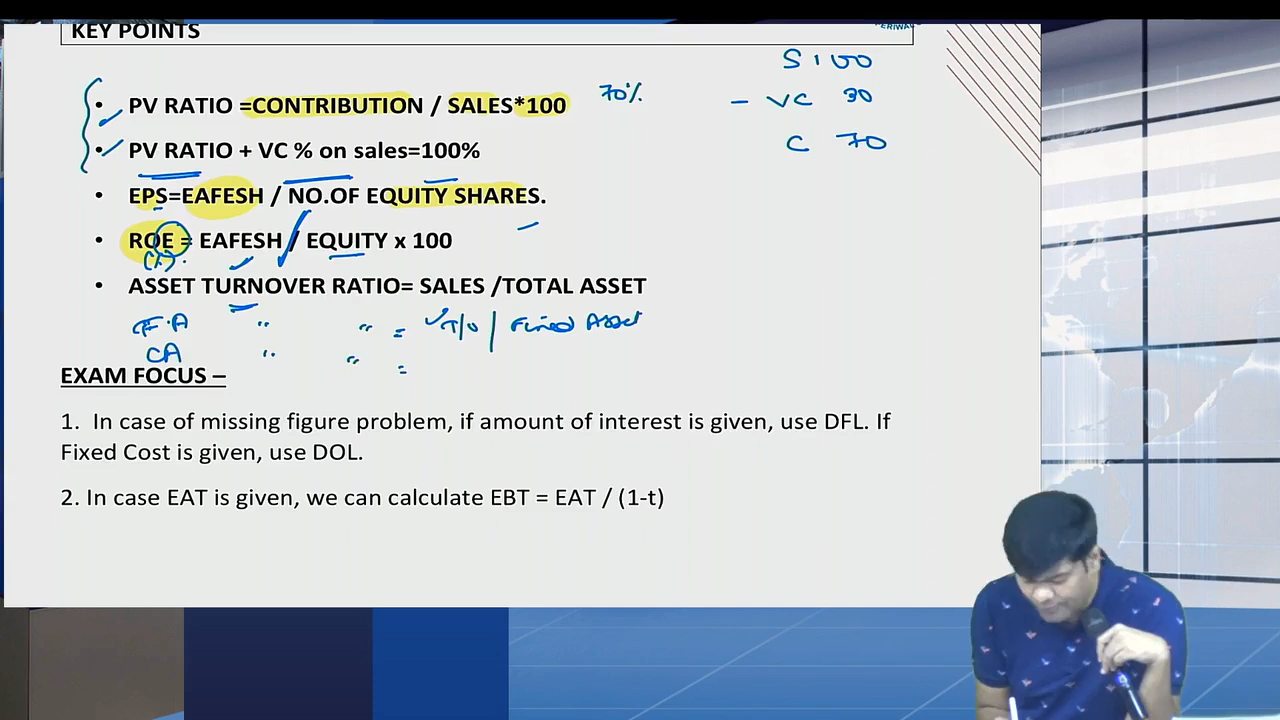 KEY POINTS
S 100
• PV RATIO =CONTRIBUTION / SALES*100 70%
- VC 30
C 70
• PV RATIO + VC % on sales=100%
• EPS=EAFESH / NO.OF EQUITY SHARES.
• ROE = EAFESH / EQUITY x 100
• ASSET TURNOVER RATIO= SALES /TOTAL ASSET
F.A " " = T/O | Fixed Asset
CA " " =
EXAM FOCUS –
1. In case of missing figure problem, if amount of interest is given, use DFL. If
Fixed Cost is given, use DOL.
2. In case EAT is given, we can calculate EBT = EAT / (1-t)